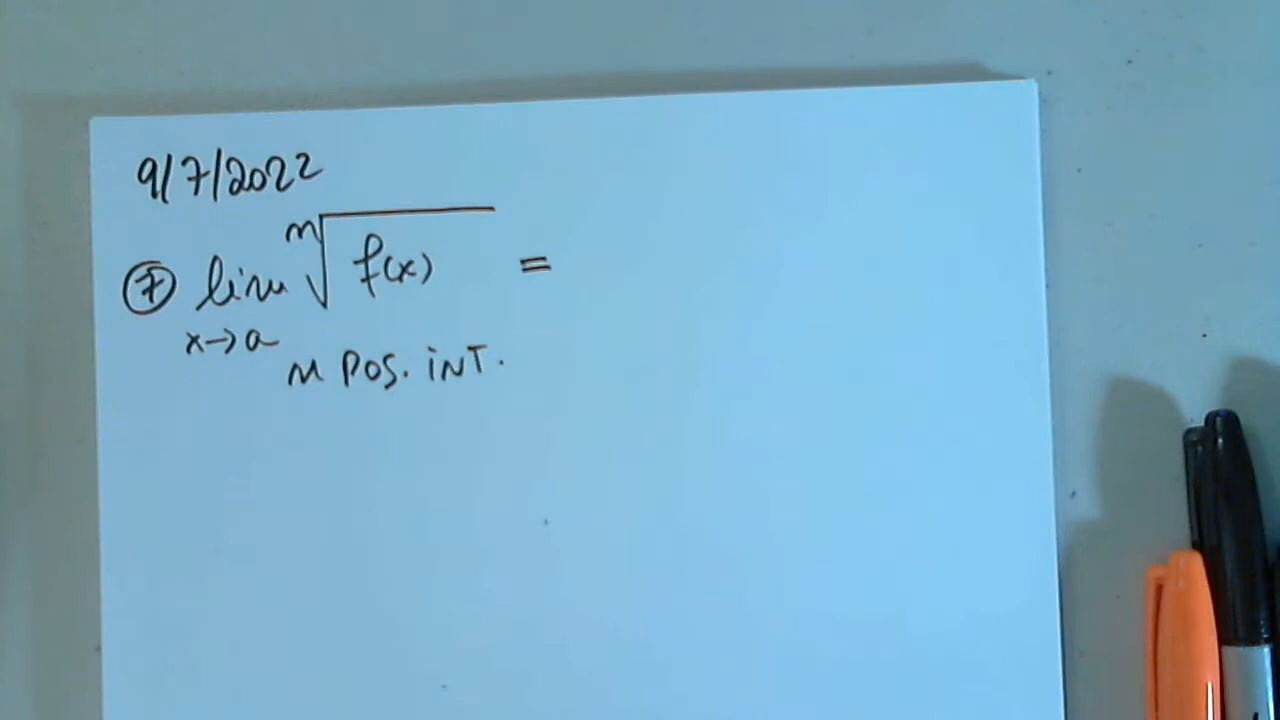 9/7/2022
⑦ lim ⁿ√f(x) =
x→a
n POS. INT.